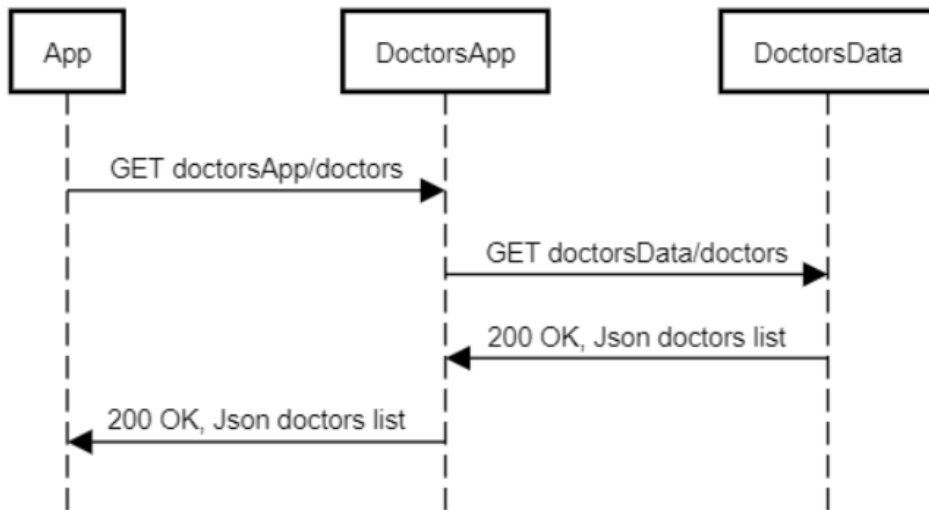 App
DoctorsApp
DoctorsData
GET doctorsApp/doctors
GET doctorsData/doctors
200 OK, Json doctors list
200 OK, Json doctors list